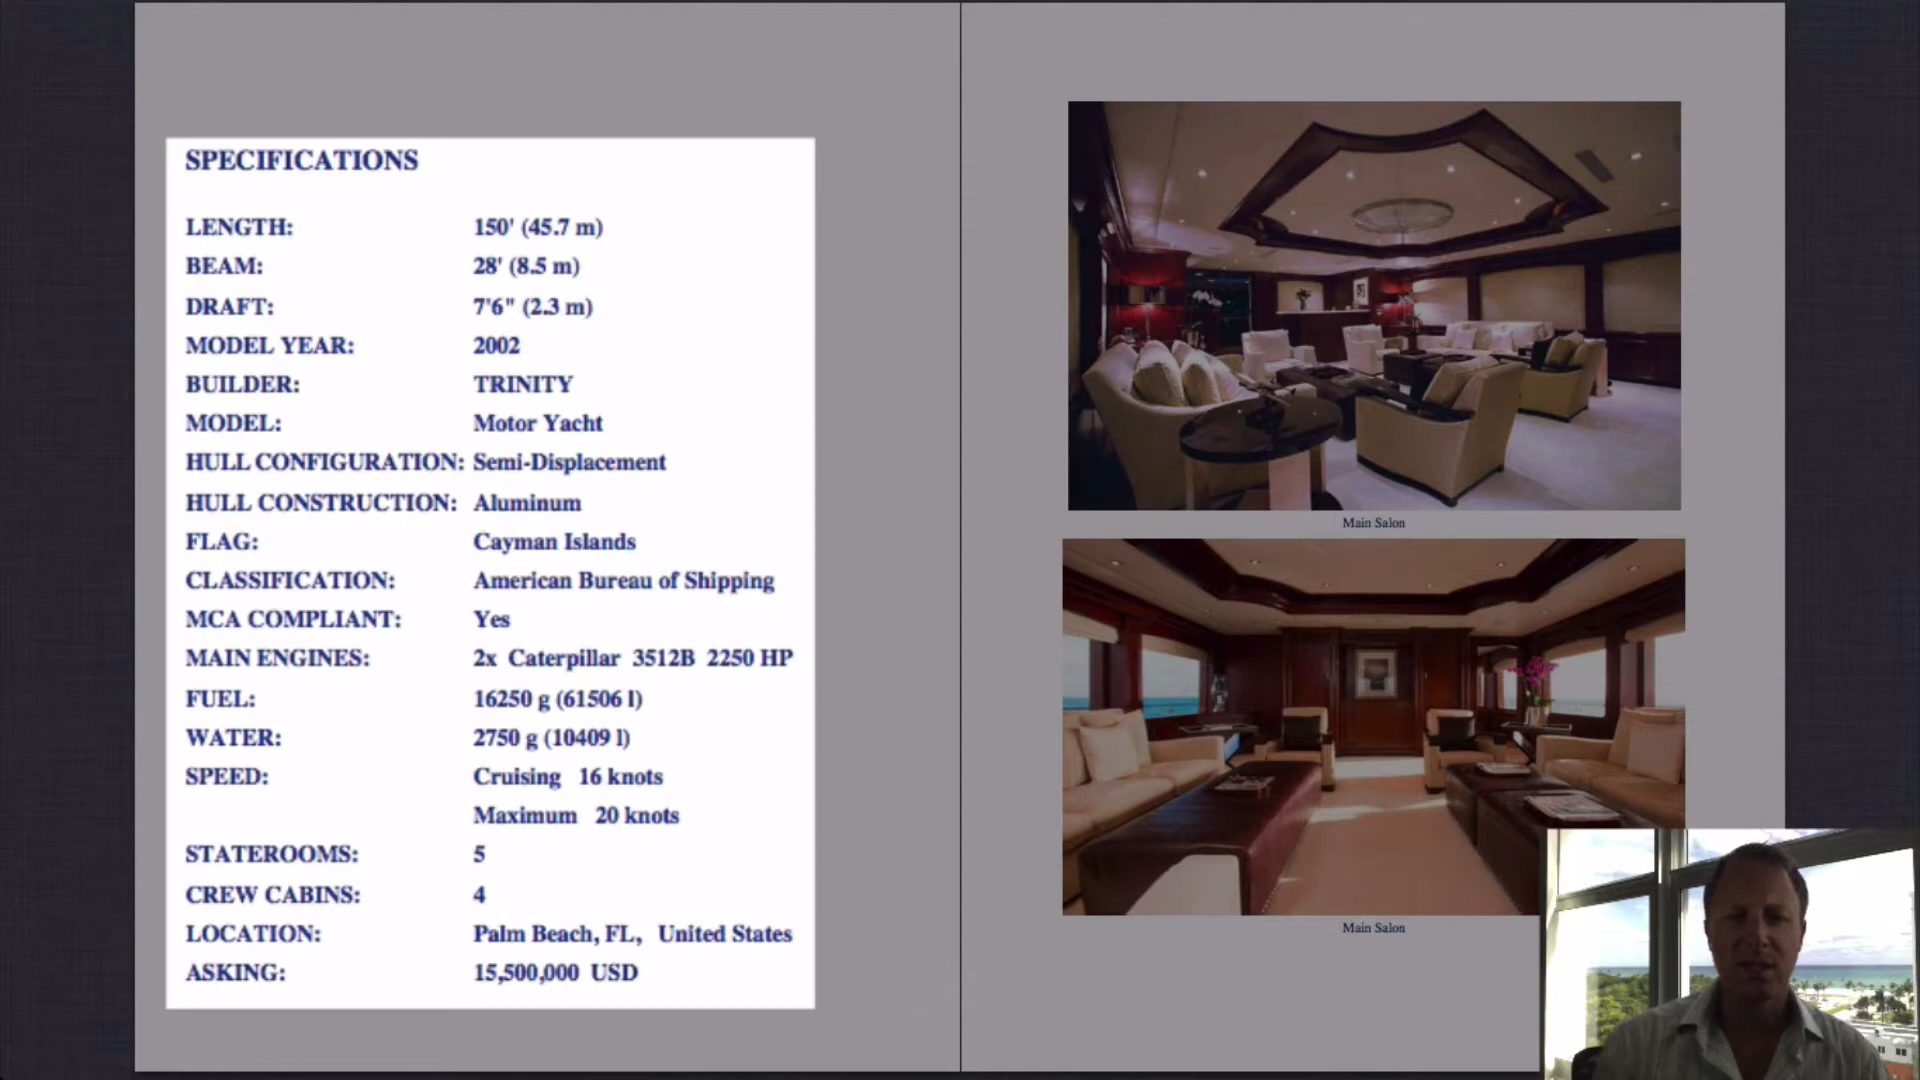 SPECIFICATIONS
LENGTH: 150' (45.7 m)
BEAM: 28' (8.5 m)
DRAFT: 7'6" (2.3 m)
MODEL YEAR: 2002
BUILDER: TRINITY
MODEL: Motor Yacht
HULL CONFIGURATION: Semi-Displacement
HULL CONSTRUCTION: Aluminum
FLAG: Cayman Islands
CLASSIFICATION: American Bureau of Shipping
MCA COMPLIANT: Yes
MAIN ENGINES: 2x Caterpillar 3512B 2250 HP
FUEL: 16250 g (61506 l)
WATER: 2750 g (10409 l)
SPEED: Cruising 16 knots
Maximum 20 knots
STATEROOMS: 5
CREW CABINS: 4
LOCATION: Palm Beach, FL, United States
ASKING: 15,500,000 USD
Main Salon
Main Salon